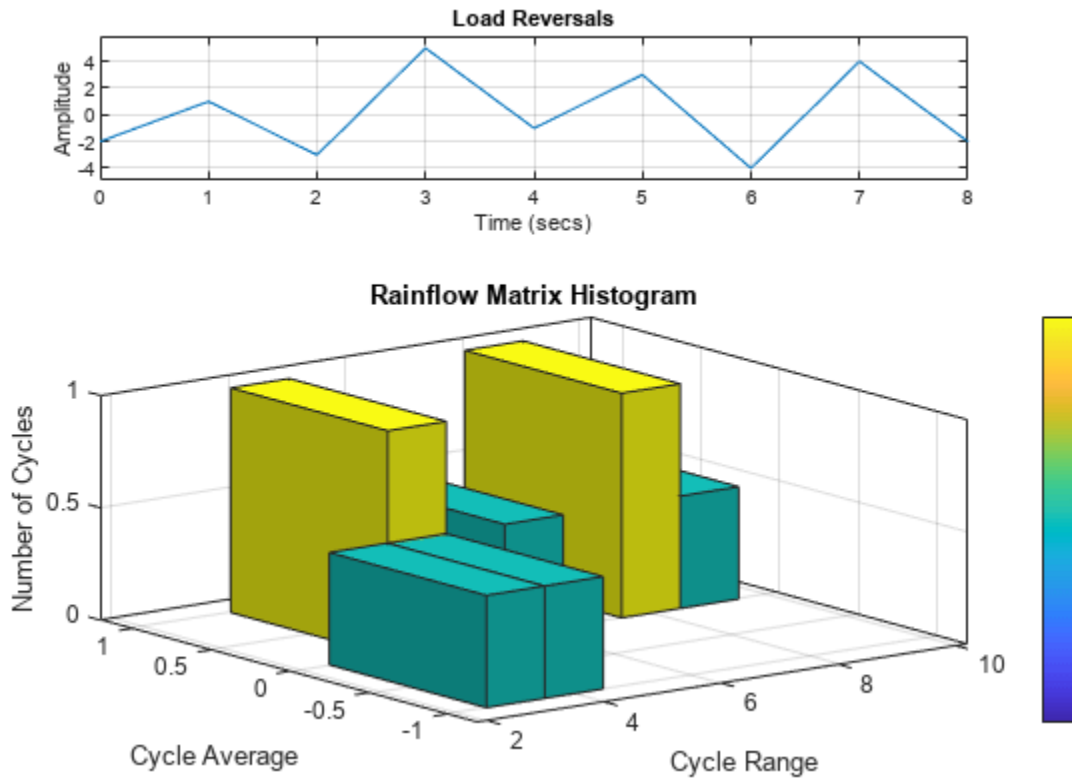 Load Reversals
4
2
0
-2
-4
Amplitude
0 1 2 3 4 5 6 7 8
Time (secs)
Rainflow Matrix Histogram
1
0.5
0
Number of Cycles
1
0.5
0
-0.5
-1
Cycle Average
2
4
6
8
10
Cycle Range